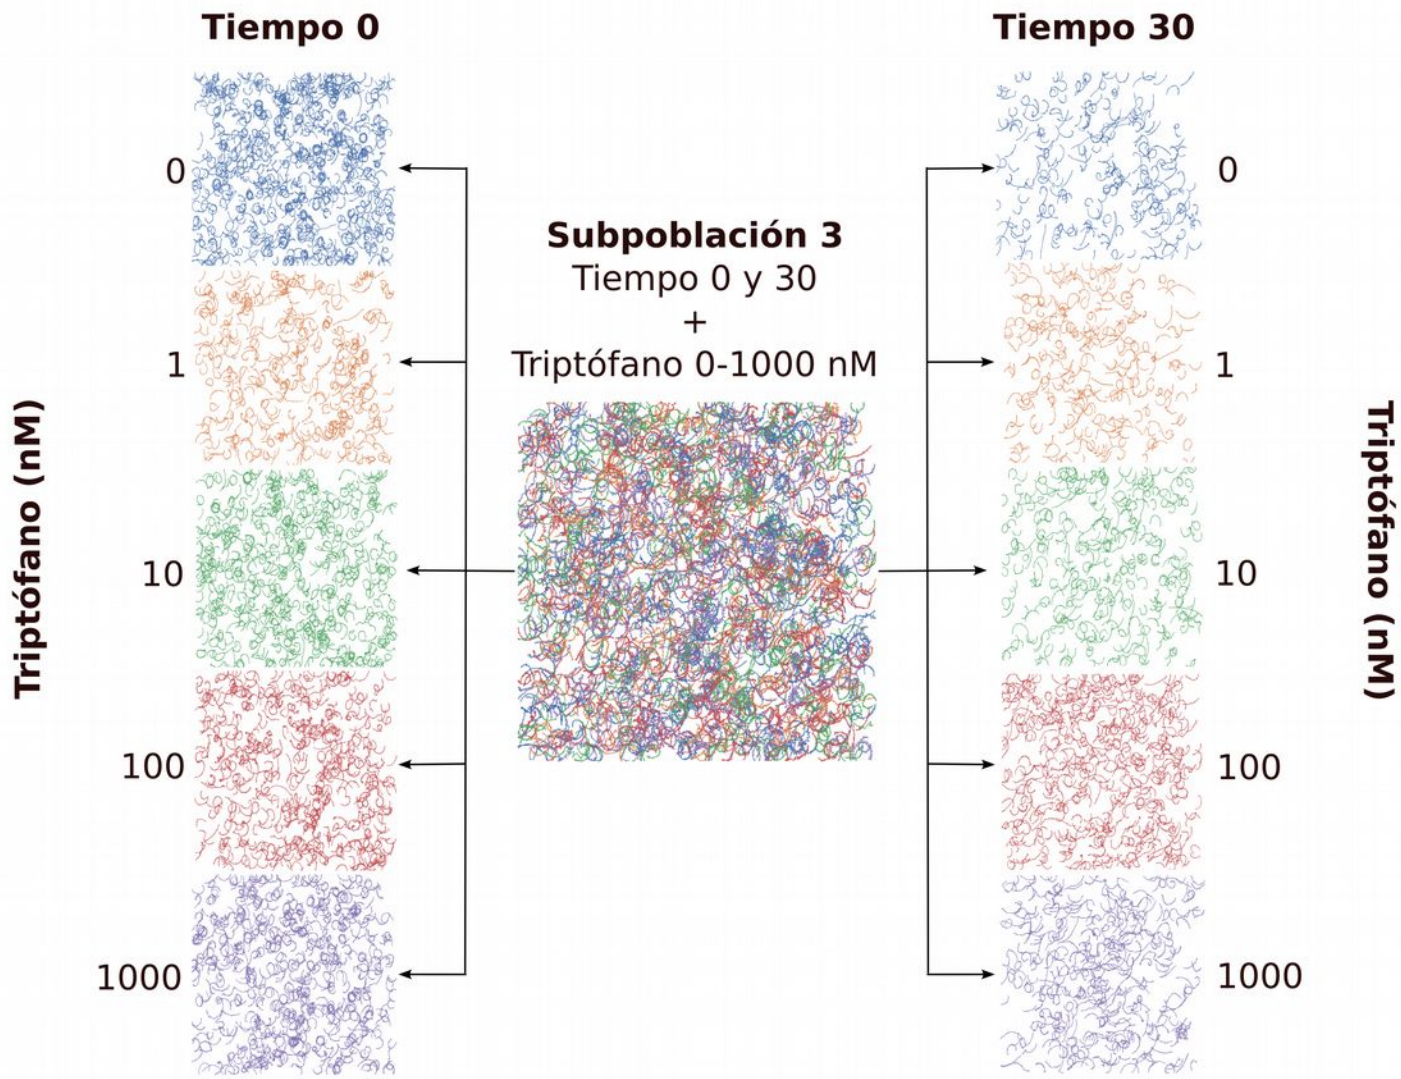 Tiempo 0
Tiempo 30
0
0
Subpoblación 3
Tiempo 0 y 30
+
Triptófano 0-1000 nM
1
1
Triptófano (nM)
Triptófano (nM)
10
10
100
100
1000
1000